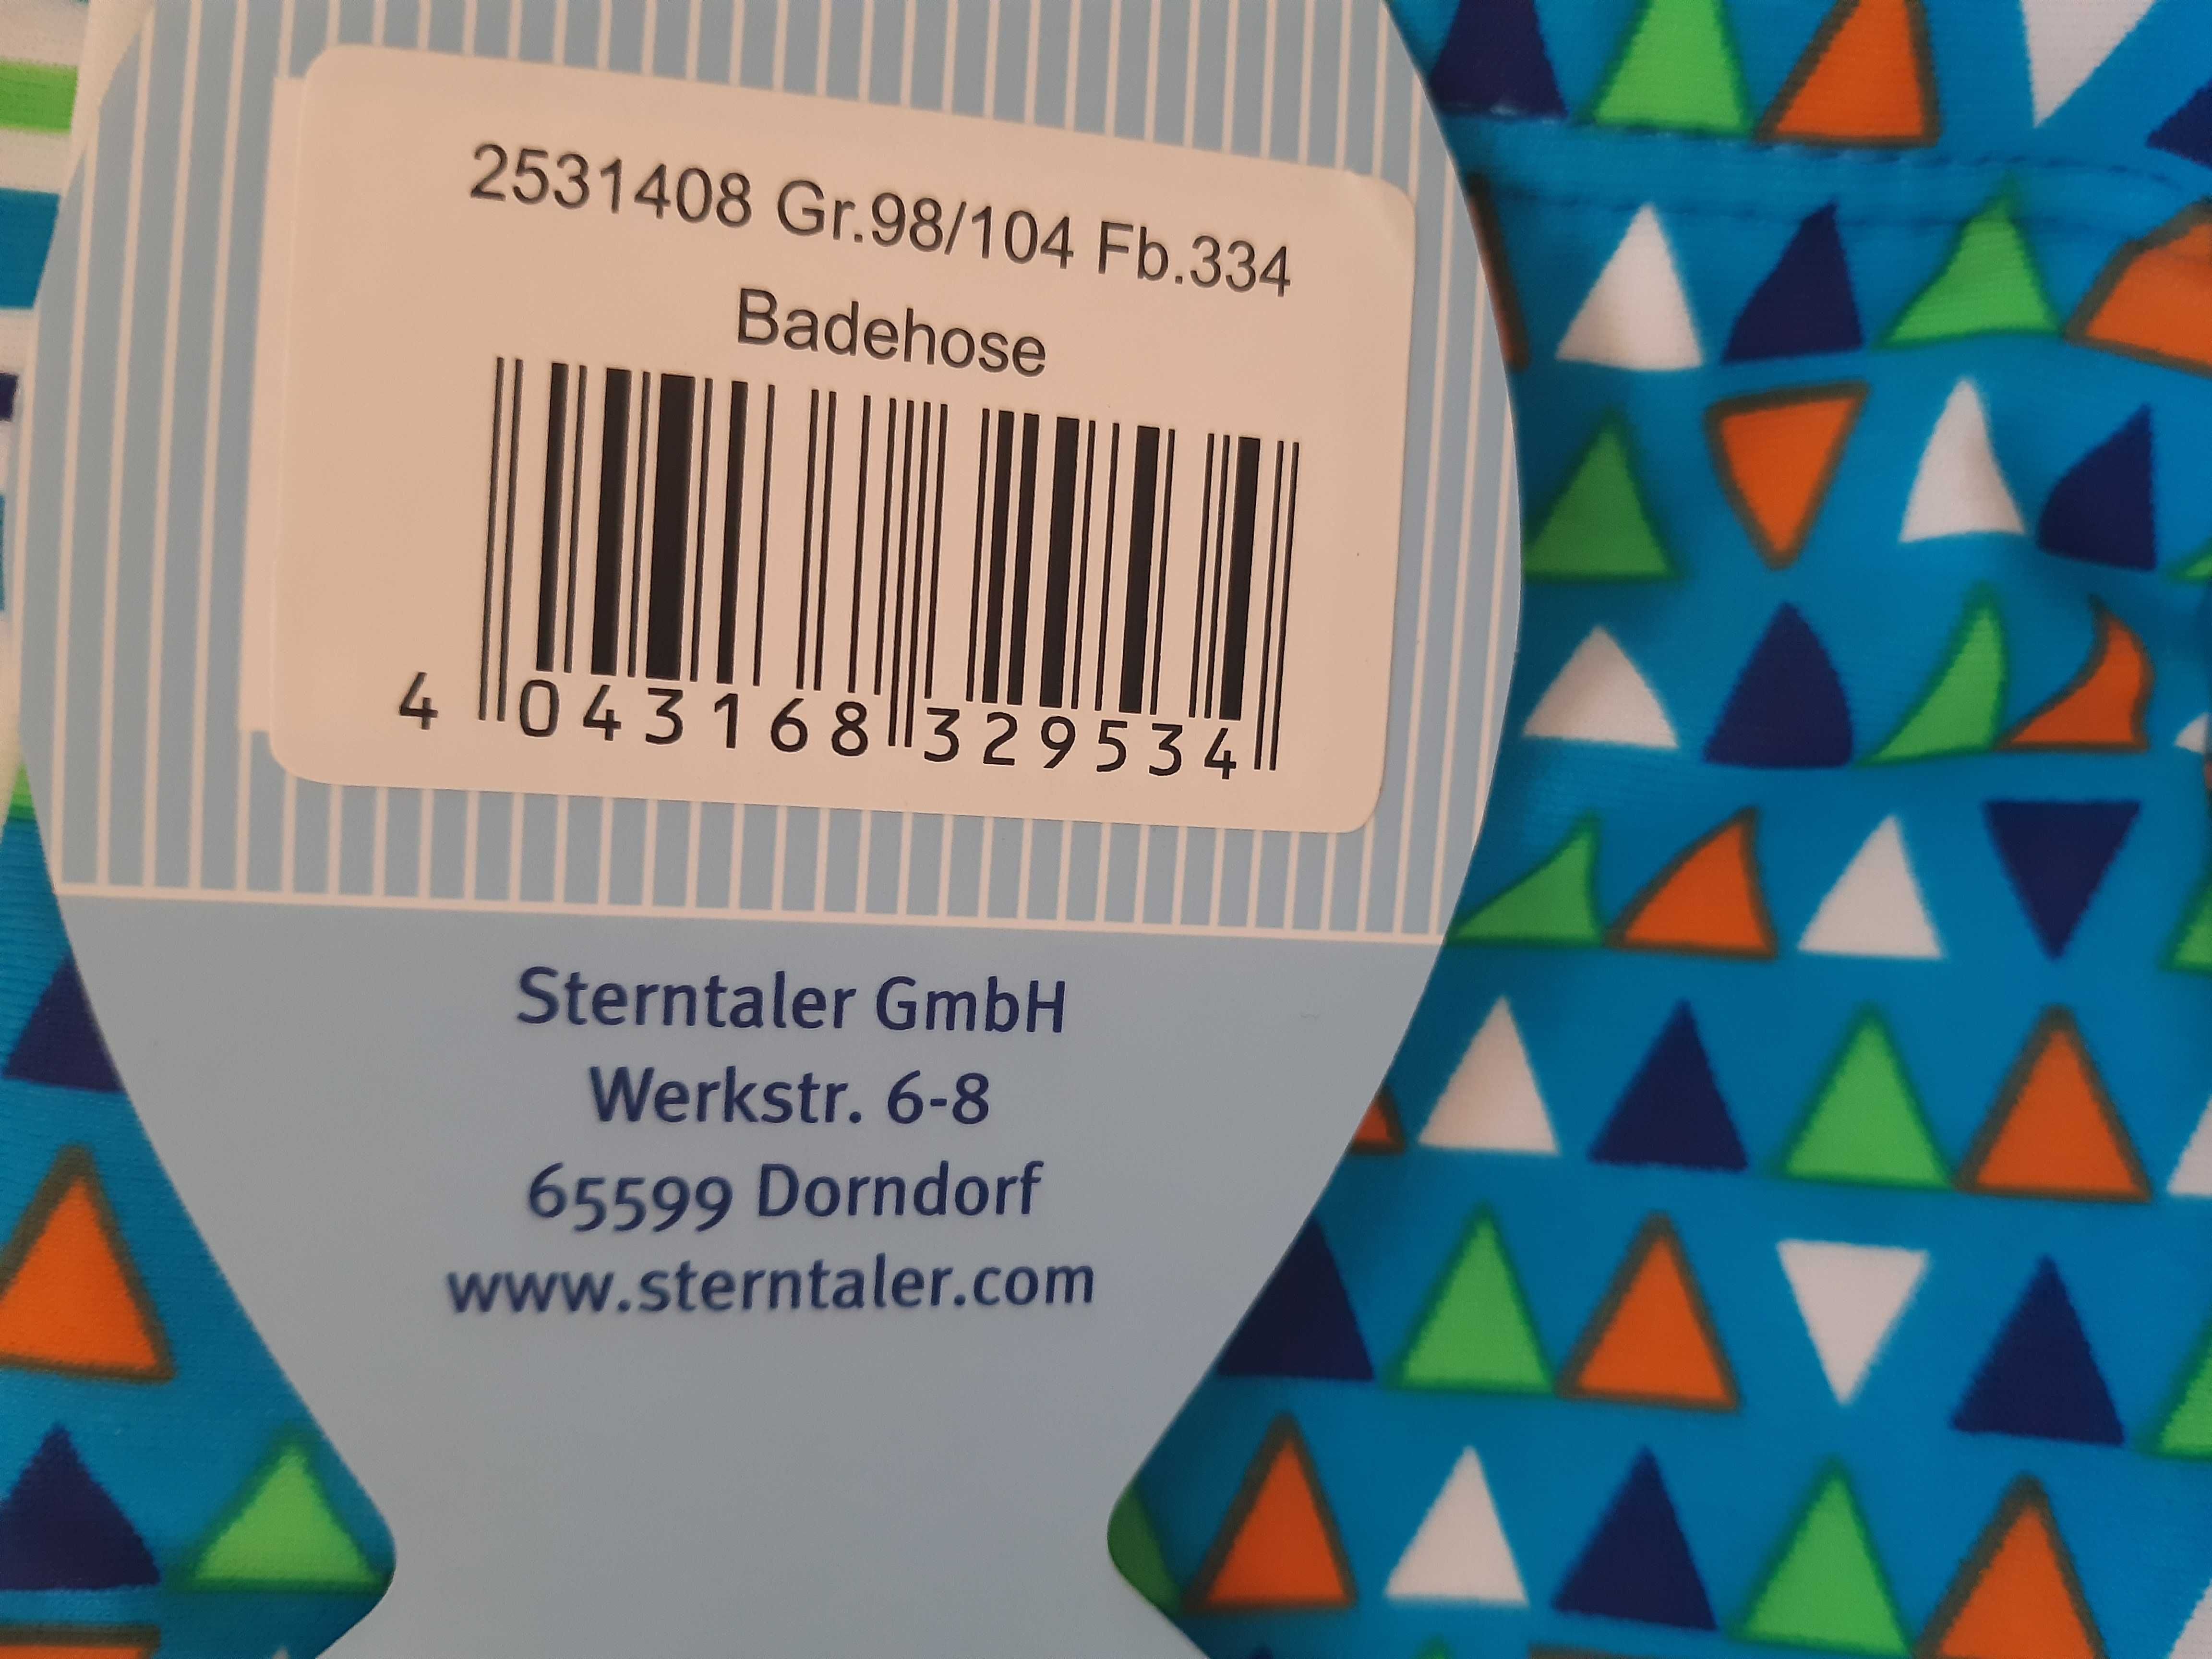 2531408 Gr.98/104 Fb.334
Badehose
4 043168 329534
Sterntaler GmbH
Werkstr. 6-8
65599 Dorndorf
www.sterntaler.com